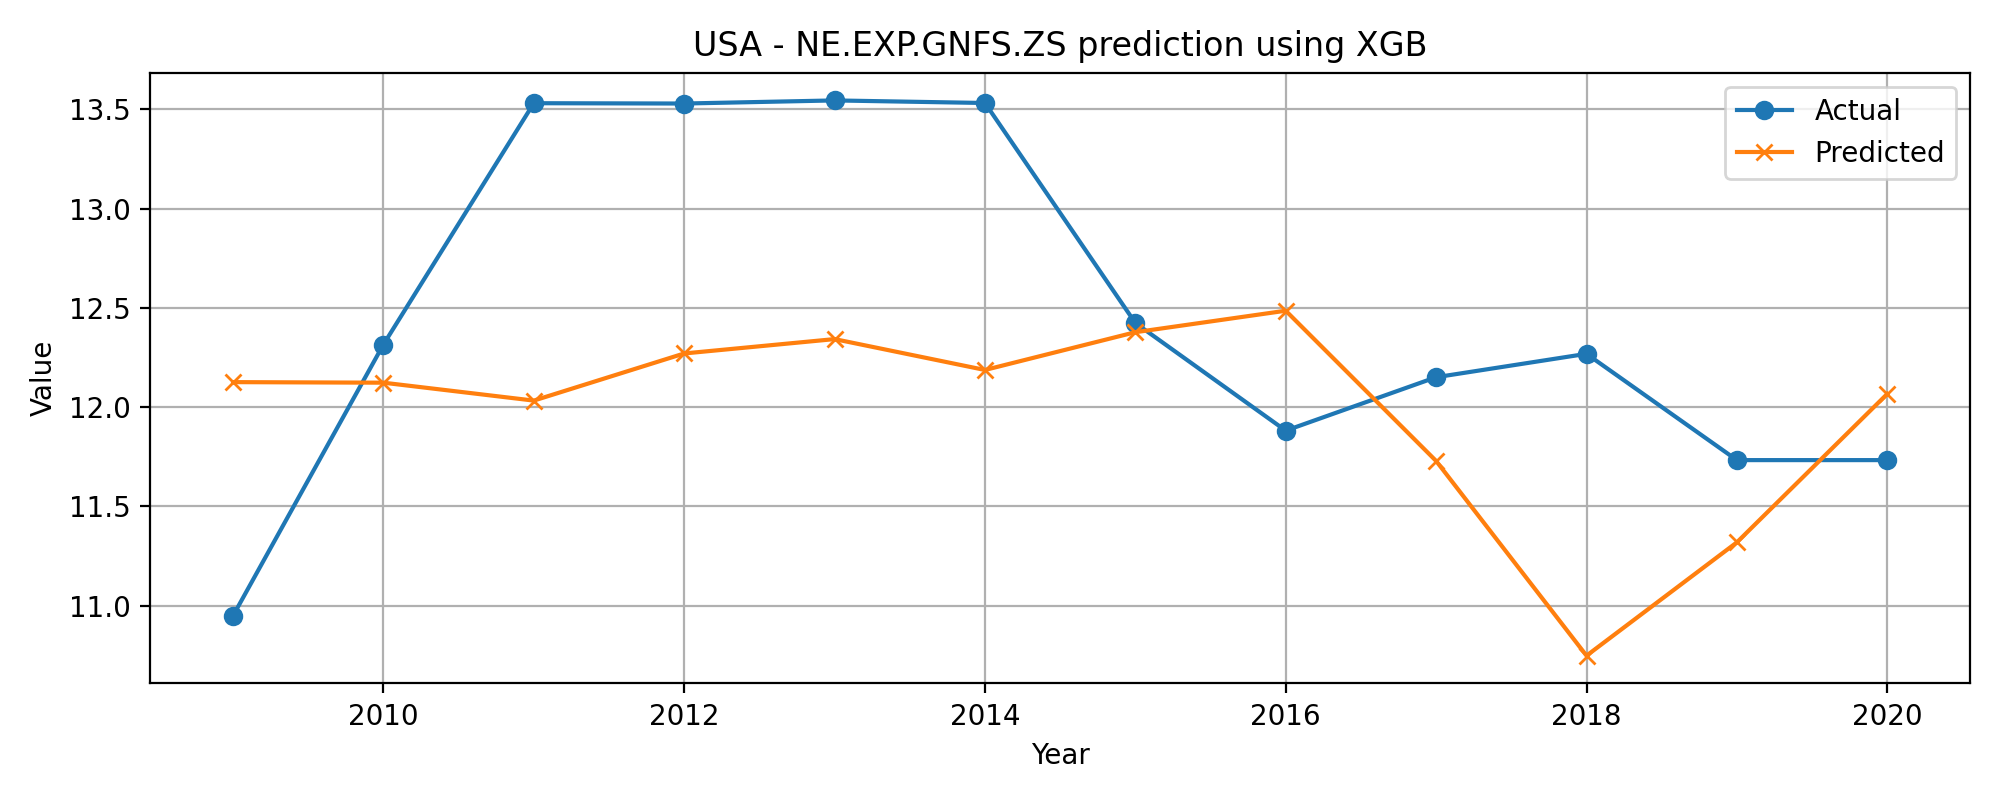 USA - NE.EXP.GNFS.ZS prediction using XGB
Actual
Predicted
13.5
13.0
12.5
12.0
11.5
11.0
Value
2010 2012 2014 2016 2018 2020
Year